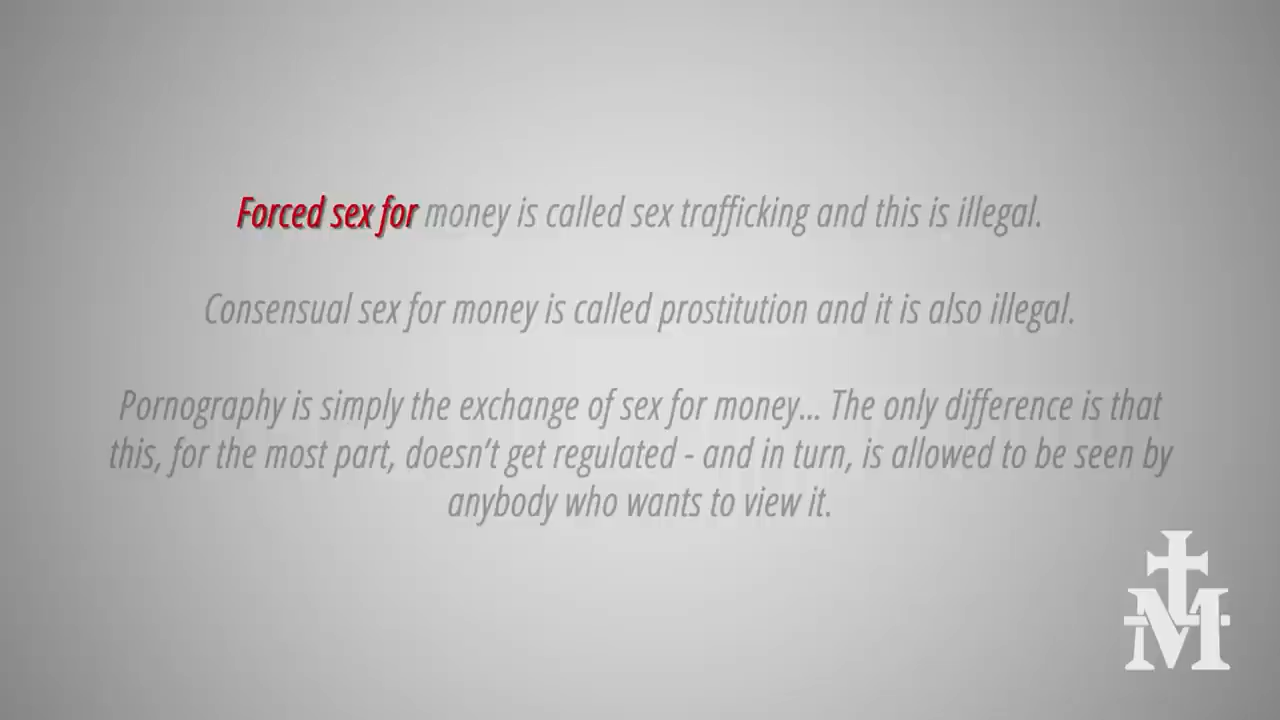 Forced sex for money is called sex trafficking and this is illegal.
Consensual sex for money is called prostitution and it is also illegal.
Pornography is simply the exchange of sex for money... The only difference is that
this, for the most part, doesn’t get regulated - and in turn, is allowed to be seen by
anybody who wants to view it.
M